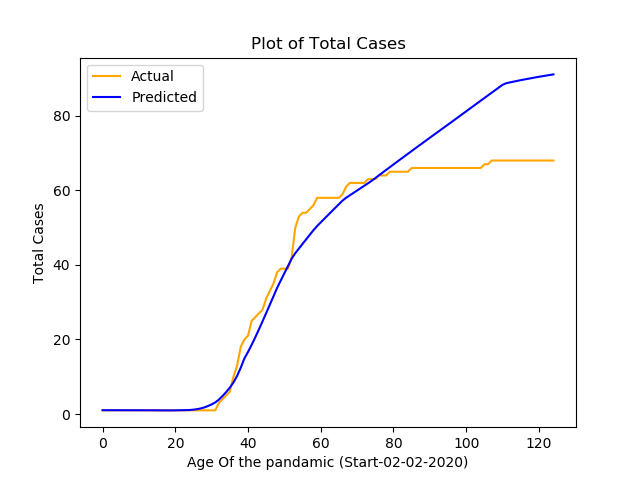 Plot of Total Cases
Actual
Predicted
80
60
40
20
0
Total Cases
0 20 40 60 80 100 120
Age Of the pandamic (Start-02-02-2020)